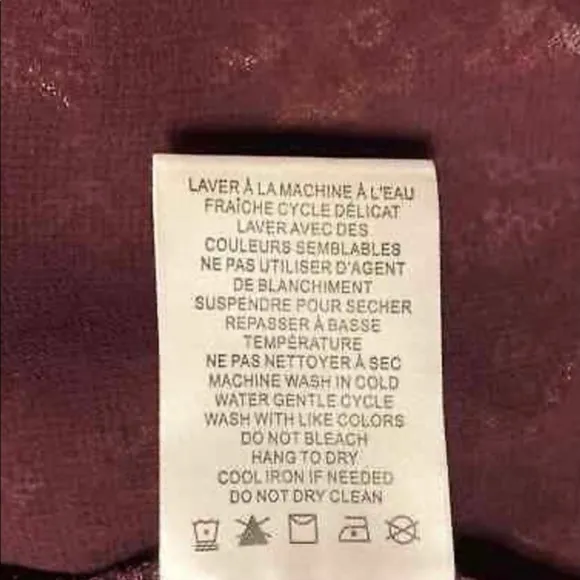 LAVER À LA MACHINE À L'EAU
FRAÎCHE CYCLE DÉLICAT
LAVER AVEC DES
COULEURS SEMBLABLES
NE PAS UTILISER D'AGENT
DE BLANCHIMENT
SUSPENDRE POUR SECHER
REPASSER À BASSE
TEMPÉRATURE
NE PAS NETTOYER À SEC
MACHINE WASH IN COLD
WATER GENTLE CYCLE
WASH WITH LIKE COLORS
DO NOT BLEACH
HANG TO DRY
COOL IRON IF NEEDED
DO NOT DRY CLEAN